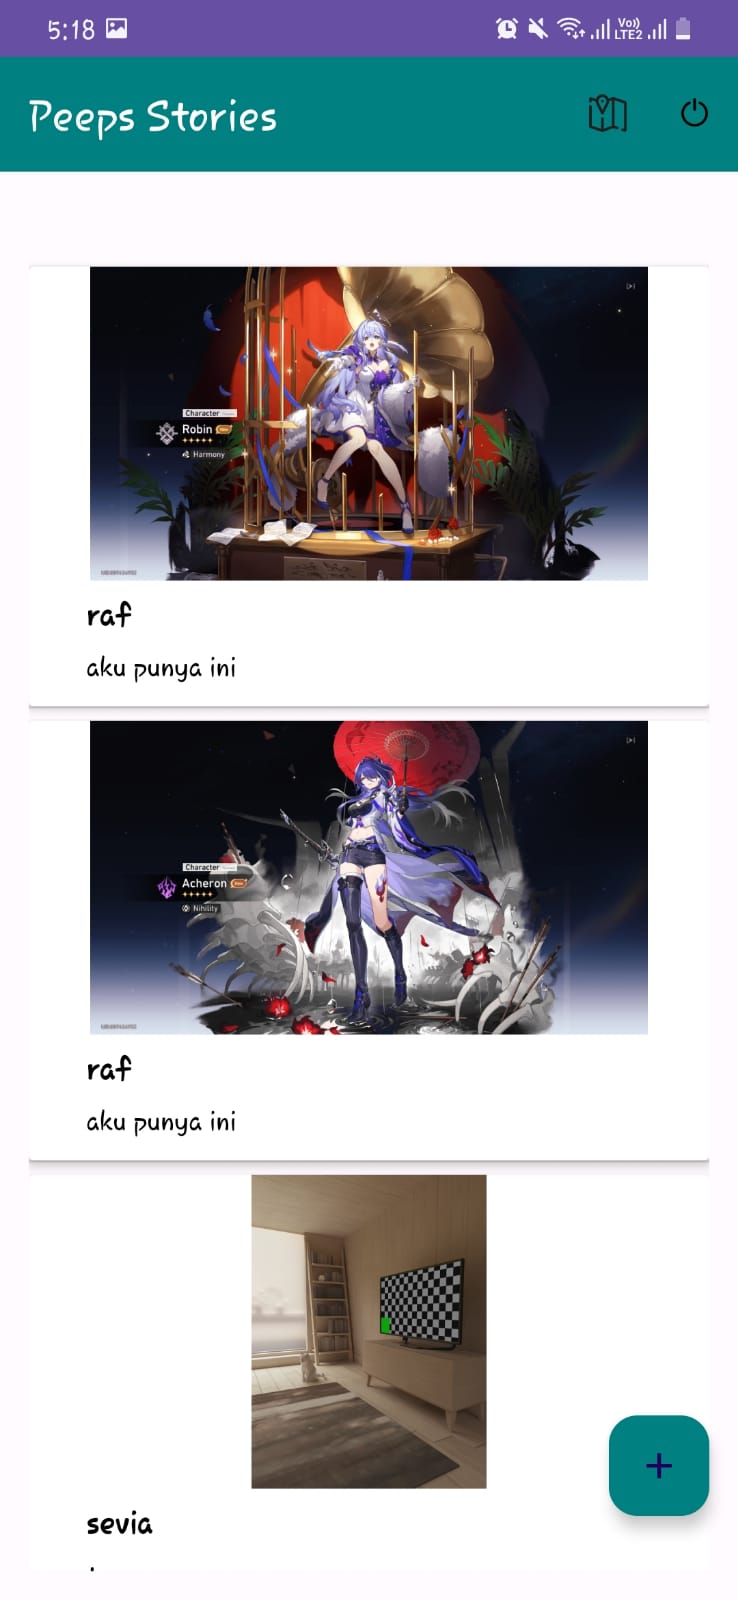 5:18
Vo))
LTE2
Peeps Stories
Character
Robin
Harmony
raf
aku punya ini
Character
Acheron
Nihility
raf
aku punya ini
+
sevia